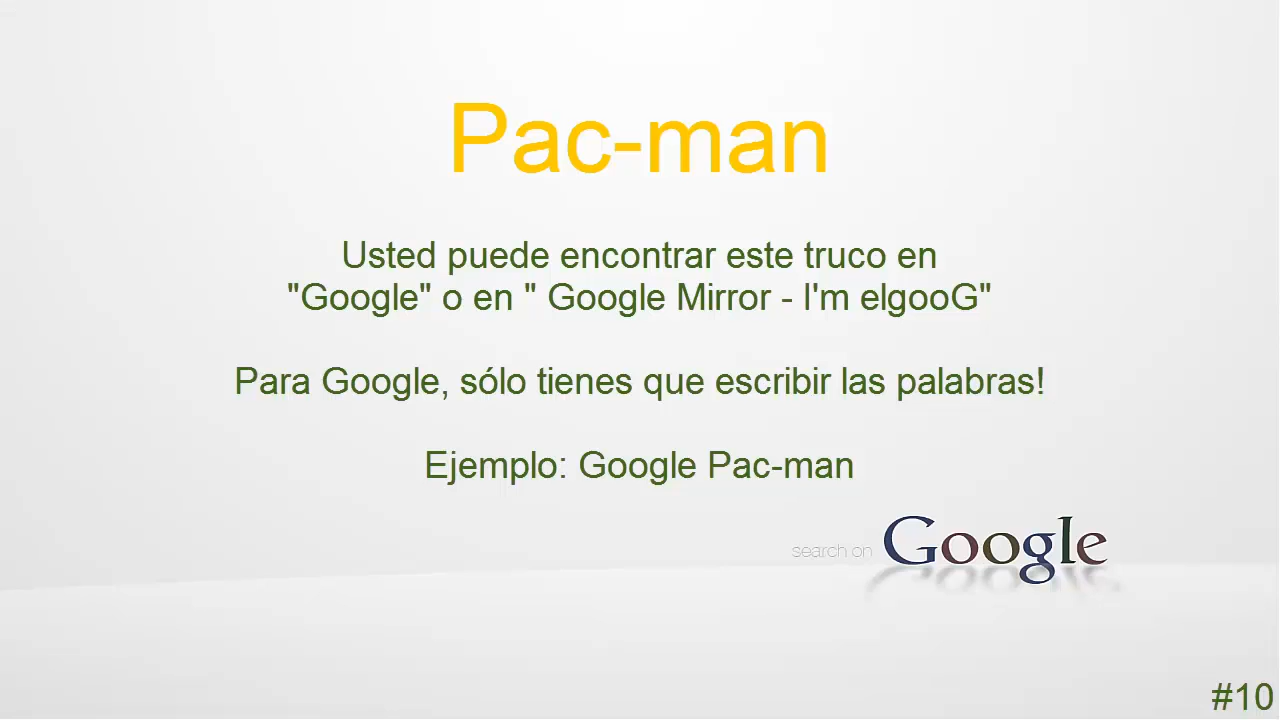 Pac-man
Usted puede encontrar este truco en
"Google" o en " Google Mirror - I'm elgooG"
Para Google, sólo tienes que escribir las palabras!
Ejemplo: Google Pac-man
search on Google
#10